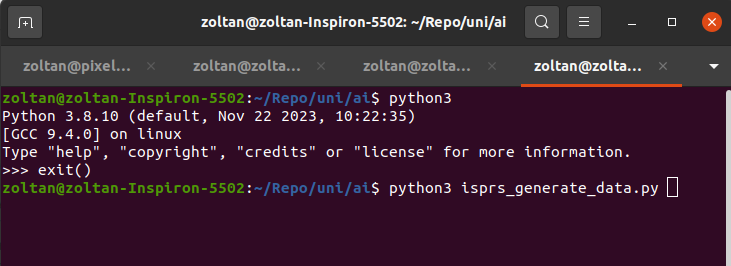 zoltan@zoltan-Inspiron-5502: ~/Repo/uni/ai
zoltan@pixel...
zoltan@zolta...
zoltan@zolta...
zoltan@zolta...
zoltan@zoltan-Inspiron-5502:~/Repo/uni/ai$ python3
Python 3.8.10 (default, Nov 22 2023, 10:22:35)
[GCC 9.4.0] on linux
Type "help", "copyright", "credits" or "license" for more information.
>>> exit()
zoltan@zoltan-Inspiron-5502:~/Repo/uni/ai$ python3 isprs_generate_data.py